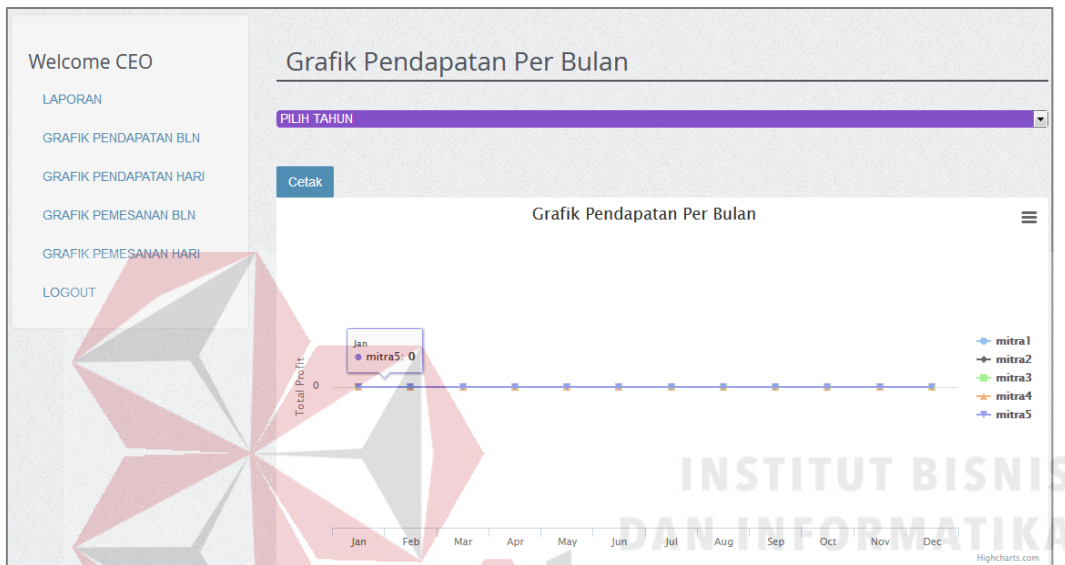 Welcome CEO
LAPORAN
GRAFIK PENDAPATAN BLN
GRAFIK PENDAPATAN HARI
GRAFIK PEMESANAN BLN
GRAFIK PEMESANAN HARI
LOGOUT
Grafik Pendapatan Per Bulan
PILIH TAHUN
Cetak
Grafik Pendapatan Per Bulan
Jan
mitra5: 0
Total Profit
0
mitra1
mitra2
mitra3
mitra4
mitra5
INSTITUT BISNIS
DAN INFORMATIKA
Jan Feb Mar Apr May Jun Jul Aug Sep Oct Nov Dec
Highcharts.com